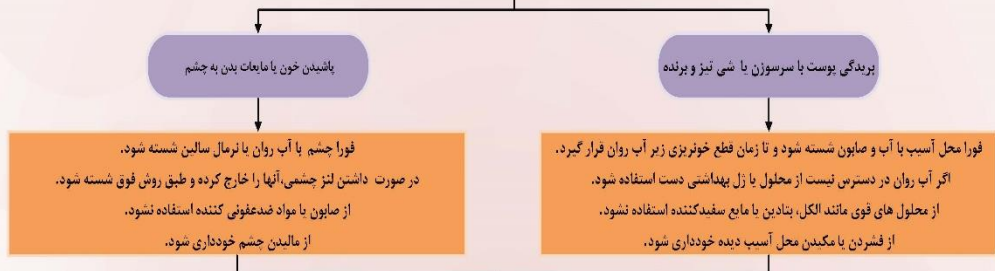 بریدگی پوست با سرسوزن یا شی تیز و برنده
فورا محل آسیب با آب و صابون شسته شود و تا زمان قطع خونریزی زیر آب روان قرار گیرد.
اگر آب روان در دسترس نیست از محلول یا ژل بهداشتی دست استفاده شود.
از محلول های قوی مانند الکل، بتادین یا مایع سفیدکننده استفاده نشود.
از فشردن یا مکیدن محل آسیب دیده خودداری شود.
پاشیدن خون یا مایعات بدن به چشم
فورا چشم با آب روان یا نرمال سالین شسته شود.
در صورت داشتن لنز چشمی،آنها را خارج کرده و طبق روش فوق شسته شود.
از صابون یا مواد ضدعفونی کننده استفاده نشود.
از مالیدن چشم خودداری شود.